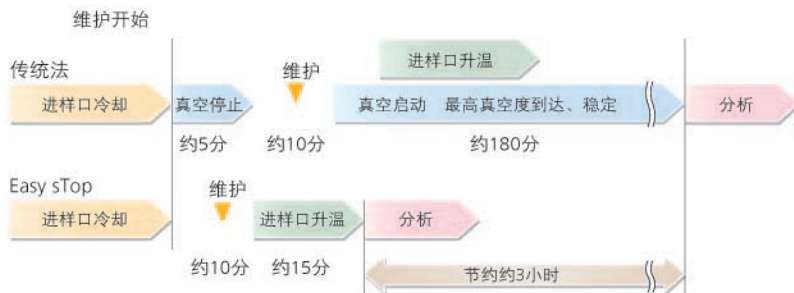 维护开始
传统法
进样口冷却
真空停止
维护
进样口升温
真空启动 最高真空度到达、稳定
分析
约5分
约10分
约180分
Easy sTop
进样口冷却
维护
进样口升温
分析
约10分
约15分
节约约3小时